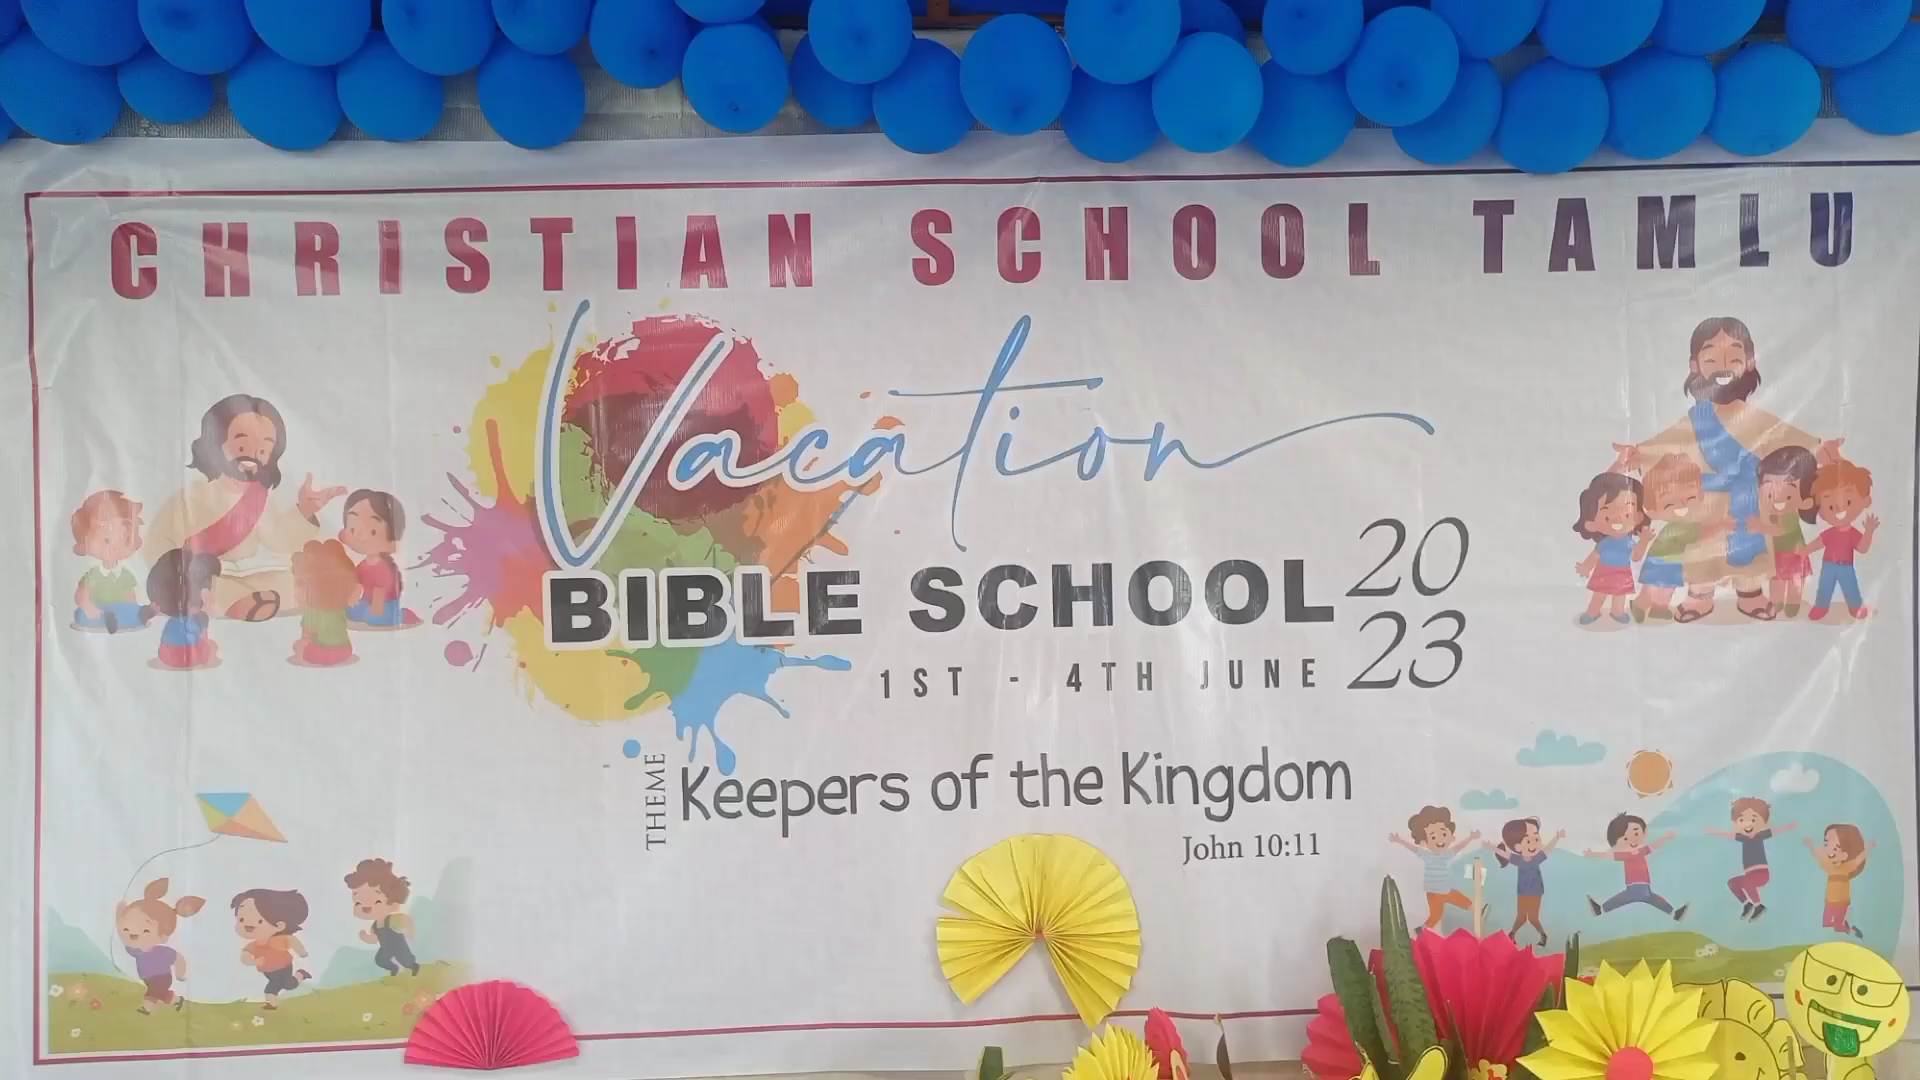 CHRISTIAN SCHOOL TAMLU
Vacation
BIBLE SCHOOL 2023
1ST - 4TH JUNE
THEME Keepers of the Kingdom
John 10:11